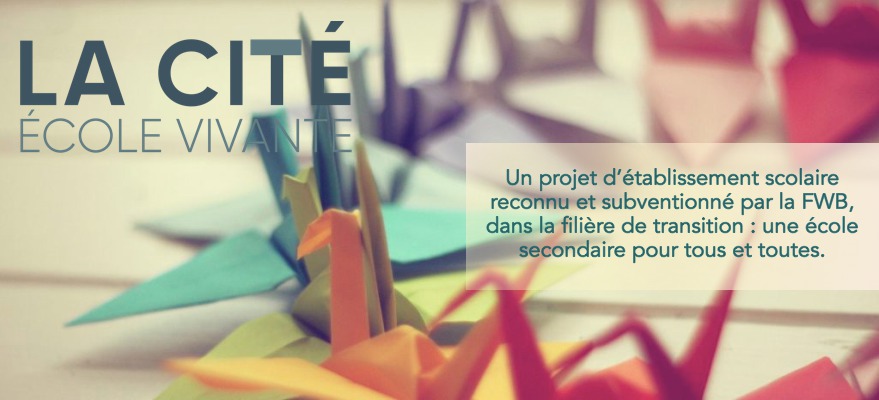 LA CITÉ
ÉCOLE VIVANTE
Un projet d’établissement scolaire
reconnu et subventionné par la FWB,
dans la filière de transition : une école
secondaire pour tous et toutes.